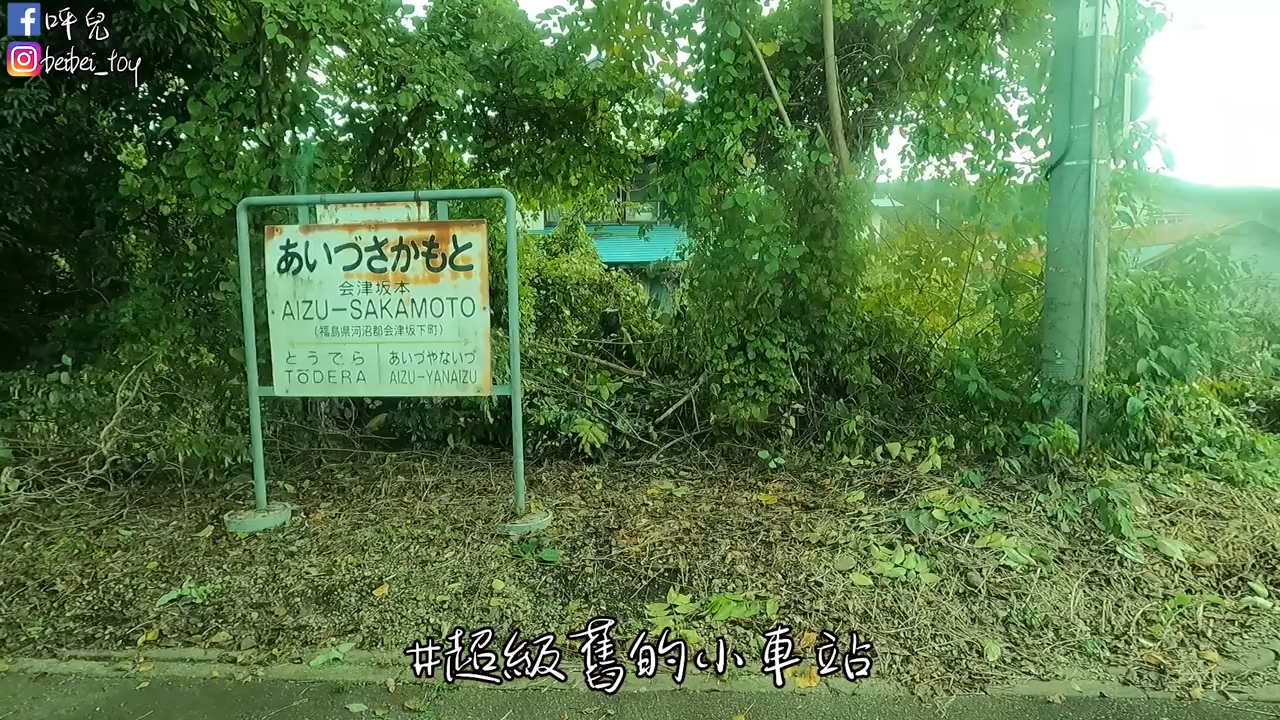 呯兒
beibei_toy
あいづさかもと
会津坂本
AIZU-SAKAMOTO
(福島県河沼郡会津坂下町)
とうでら
あいづやないづ
TŌDERA
AIZU-YANAIZU
#超級舊的小車站